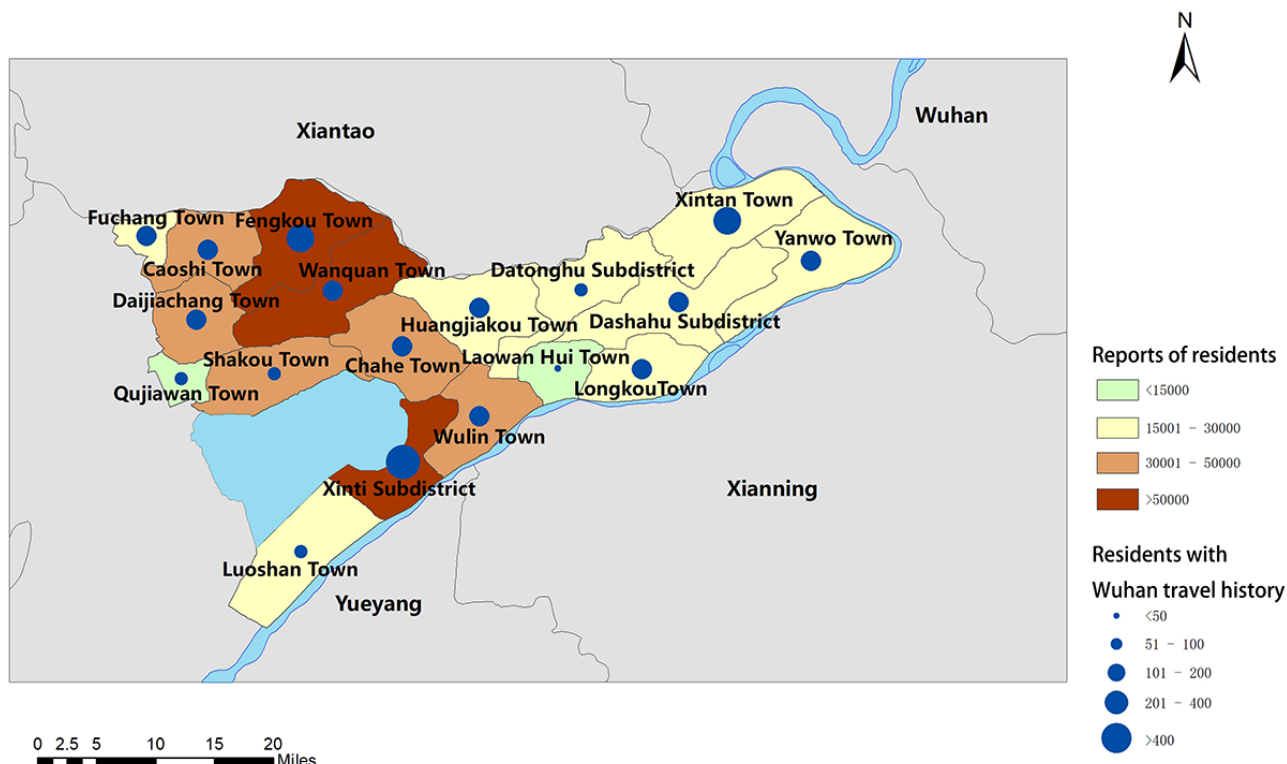 N
Xiantao
Wuhan
Fuchang Town
Fengkou Town
Xintan Town
Yanwo Town
Caoshi Town
Wanquan Town
Datonghu Subdistrict
Daijiachang Town
Huangjiakou Town
Dashahu Subdistrict
Shakou Town
Chahe Town
Laowan Hui Town
Qujiawan Town
LongkouTown
Wulin Town
Xinti Subdistrict
Xianning
Luoshan Town
Yueyang
Reports of residents
<15000
15001 - 30000
30001 - 50000
>50000
Residents with
Wuhan travel history
<50
51 - 100
101 - 200
201 - 400
>400
0 2.5 5 10 15 20
Miles